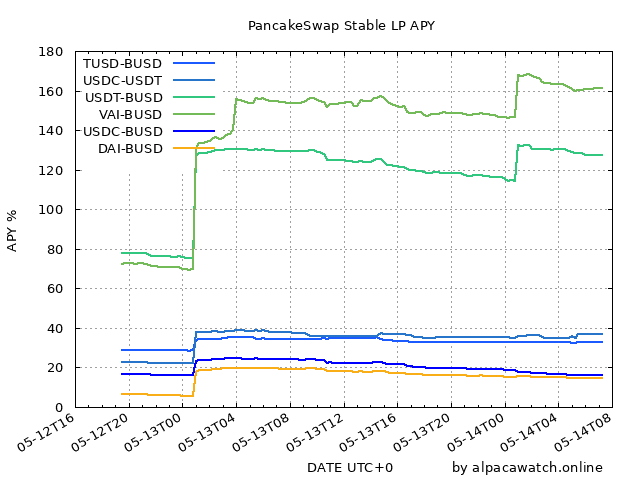 PancakeSwap Stable LP APY
180
160
140
120
100
80
60
40
20
0
APY %
TUSD-BUSD
USDC-USDT
USDT-BUSD
VAI-BUSD
USDC-BUSD
DAI-BUSD
05-12T16
05-12T20
05-13T00
05-13T04
05-13T08
05-13T12
05-13T16
05-13T20
05-14T00
05-14T04
05-14T08
DATE UTC+0
by alpacawatch.online